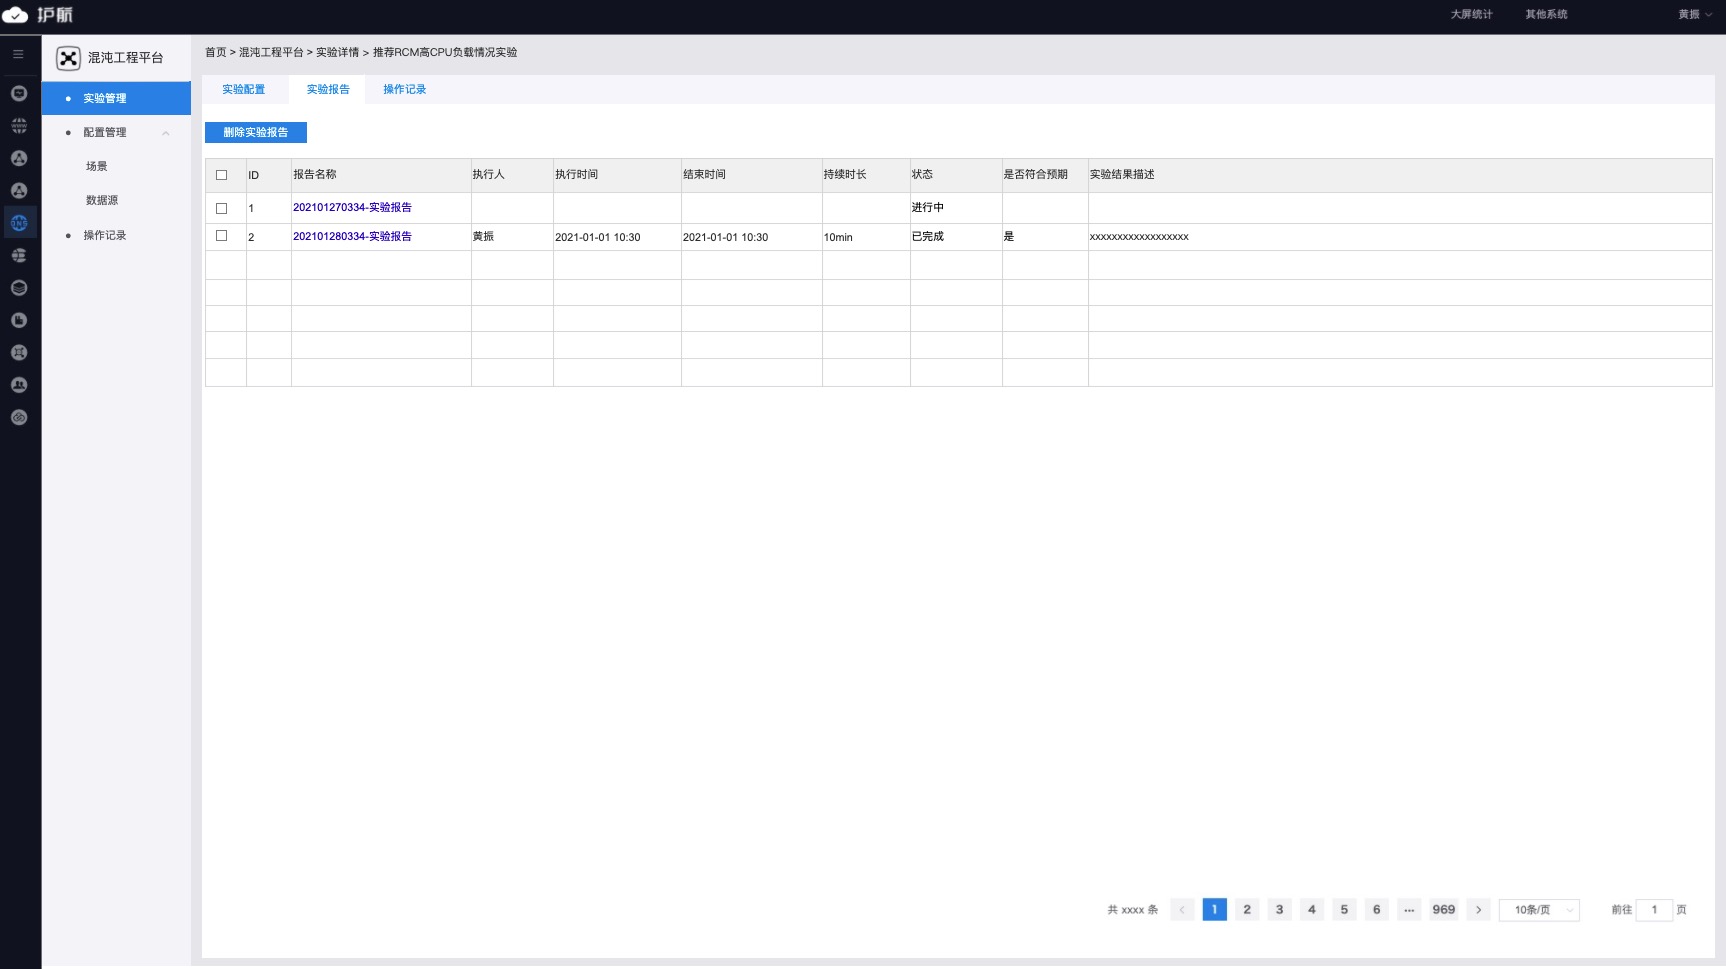 护航
大屏统计 其他系统 黄振
混沌工程平台
实验管理
配置管理
场景
数据源
操作记录
首页 > 混沌工程平台 > 实验详情 > 推荐RCM高CPU负载情况实验
实验配置 实验报告 操作记录
删除实验报告
ID 报告名称 执行人 执行时间 结束时间 持续时长 状态 是否符合预期 实验结果描述
1 202101270334-实验报告 进行中
2 202101280334-实验报告 黄振 2021-01-01 10:30 2021-01-01 10:30 10min 已完成 是 xxxxxxxxxxxxxxxxxx
共 xxxx 条 < 1 2 3 4 5 6 ··· 969 > 10条/页 前往 1 页